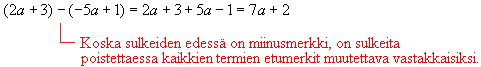 (2a + 3) − (−5a + 1) = 2a + 3 + 5a − 1 = 7a + 2
Koska sulkeiden edessä on miinusmerkki, on sulkeita
poistettaessa kaikkien termien etumerkit muutettava vastakkaisiksi.